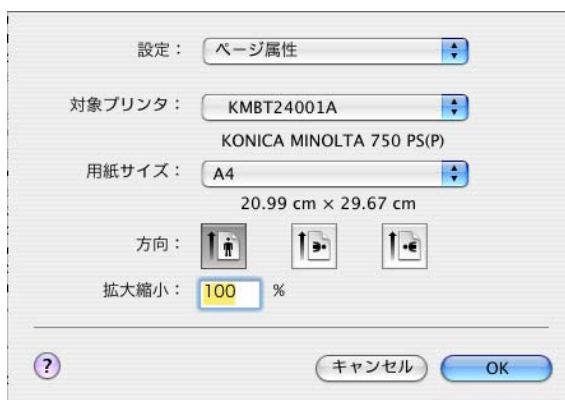 設定： ページ属性
対象プリンタ： KMBT24001A
KONICA MINOLTA 750 PS(P)
用紙サイズ： A4
20.99 cm × 29.67 cm
方向：
拡大縮小： 100 %
? キャンセル OK